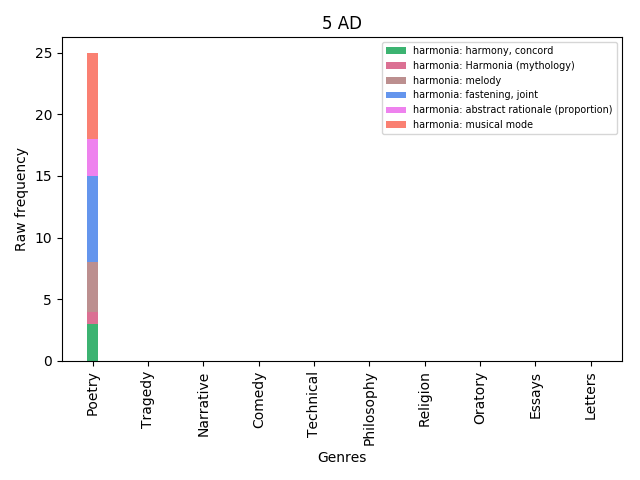 5 AD
harmonia: harmony, concord
harmonia: Harmonia (mythology)
harmonia: melody
harmonia: fastening, joint
harmonia: abstract rationale (proportion)
harmonia: musical mode
Raw frequency
25
20
15
10
5
0
Poetry
Tragedy
Narrative
Comedy
Technical
Philosophy
Religion
Oratory
Essays
Letters
Genres